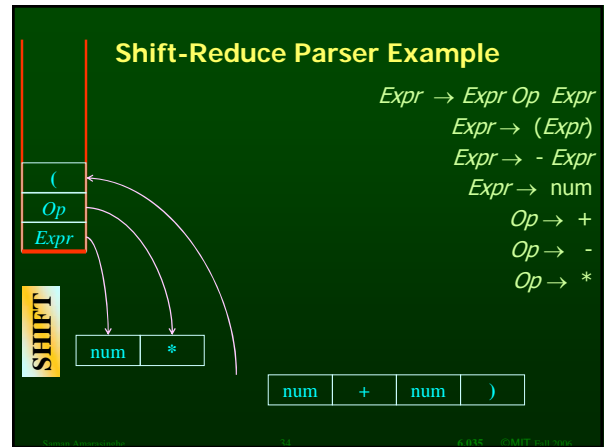 Shift-Reduce Parser Example
Expr → Expr Op Expr
Expr → (Expr)
Expr → - Expr
Expr → num
Op → +
Op → -
Op → *
(
Op
Expr
SHIFT
num *
num + num )
Saman Amarasinghe 34 6.035 ©MIT Fall 2006